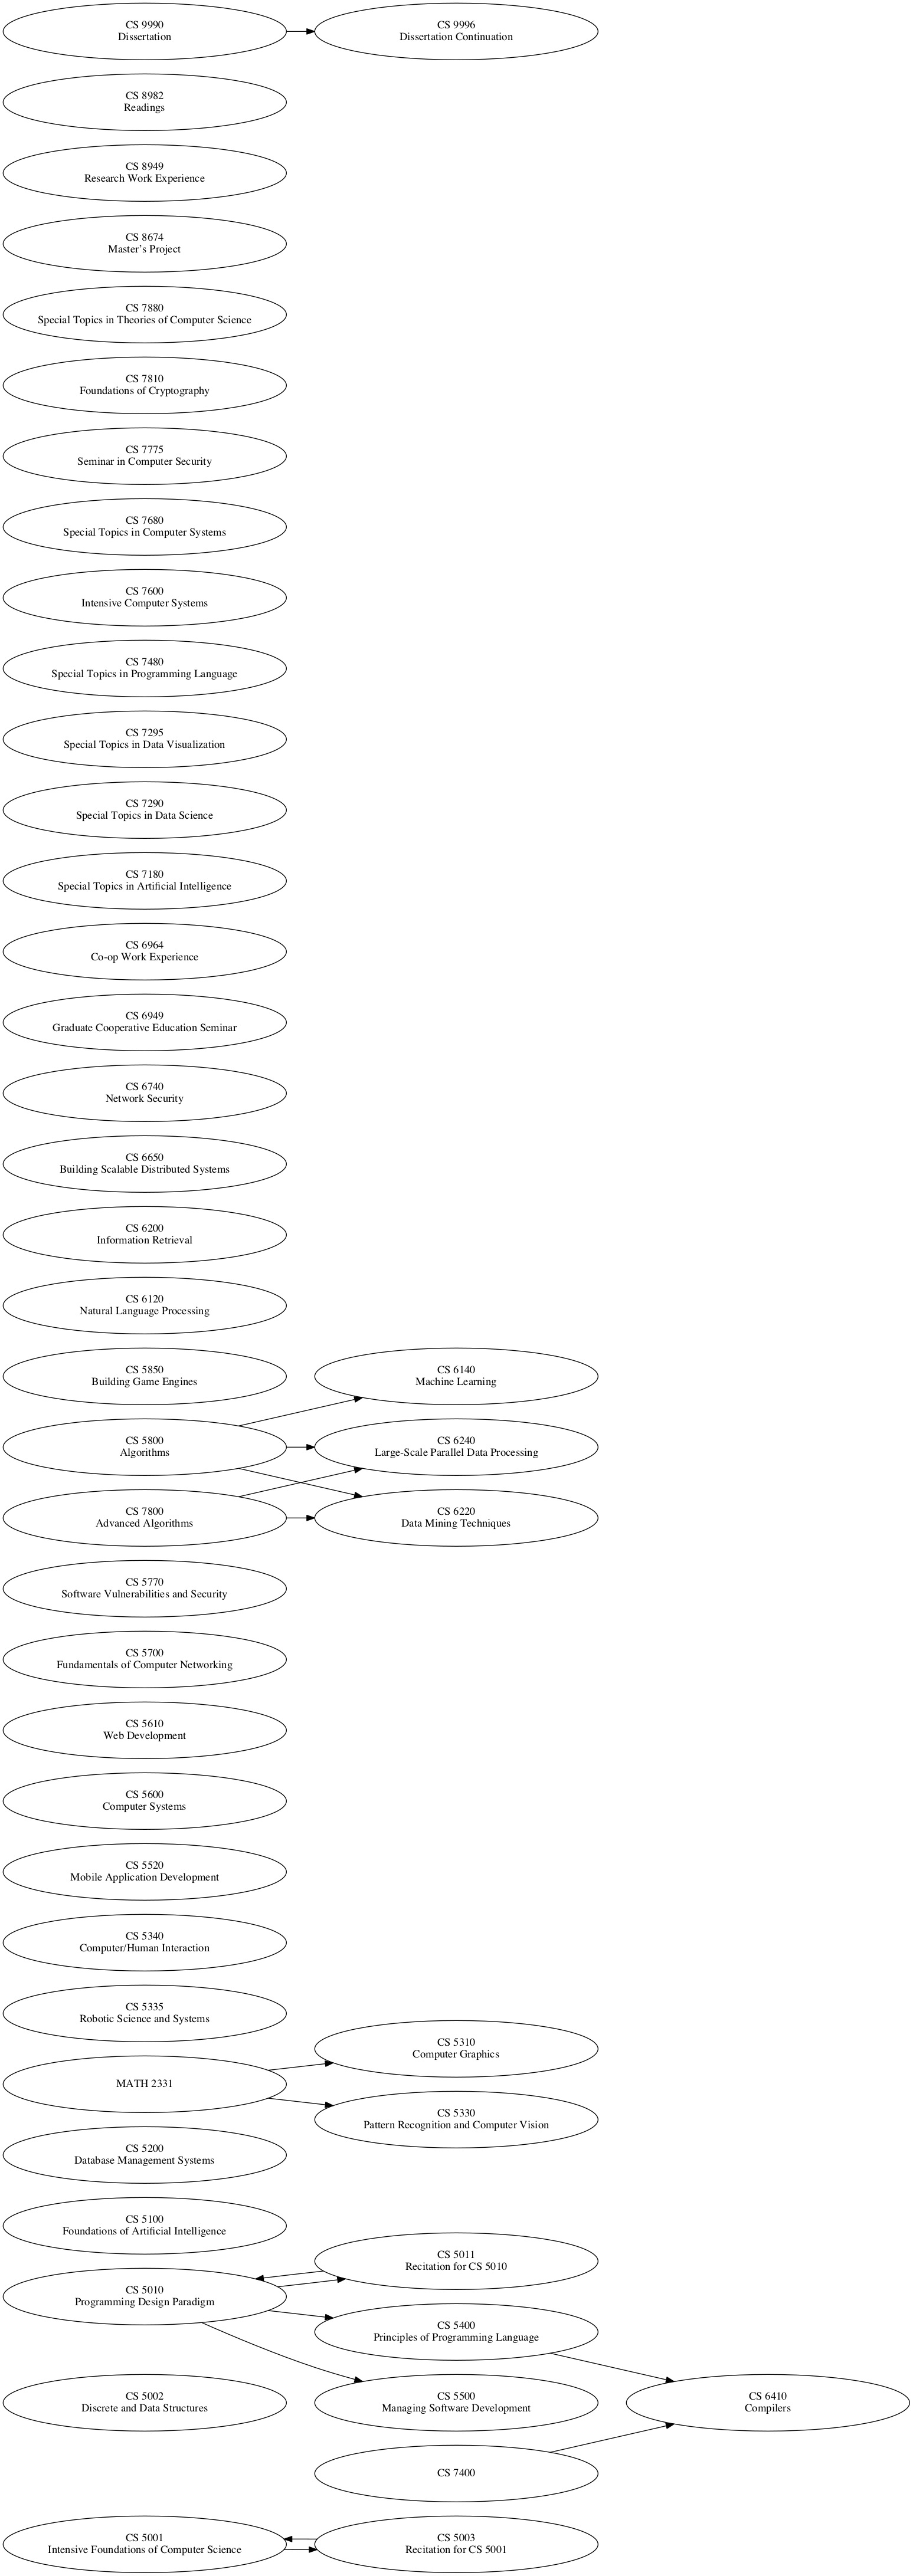 CS 9990
Dissertation
CS 9996
Dissertation Continuation
CS 8982
Readings
CS 8949
Research Work Experience
CS 8674
Master's Project
CS 7880
Special Topics in Theories of Computer Science
CS 7810
Foundations of Cryptography
CS 7775
Seminar in Computer Security
CS 7680
Special Topics in Computer Systems
CS 7600
Intensive Computer Systems
CS 7480
Special Topics in Programming Language
CS 7295
Special Topics in Data Visualization
CS 7290
Special Topics in Data Science
CS 7180
Special Topics in Artificial Intelligence
CS 6964
Co-op Work Experience
CS 6949
Graduate Cooperative Education Seminar
CS 6740
Network Security
CS 6650
Building Scalable Distributed Systems
CS 6200
Information Retrieval
CS 6120
Natural Language Processing
CS 5850
Building Game Engines
CS 6140
Machine Learning
CS 5800
Algorithms
CS 6240
Large-Scale Parallel Data Processing
CS 7800
Advanced Algorithms
CS 6220
Data Mining Techniques
CS 5770
Software Vulnerabilities and Security
CS 5700
Fundamentals of Computer Networking
CS 5610
Web Development
CS 5600
Computer Systems
CS 5520
Mobile Application Development
CS 5340
Computer/Human Interaction
CS 5335
Robotic Science and Systems
CS 5310
Computer Graphics
MATH 2331
CS 5330
Pattern Recognition and Computer Vision
CS 5200
Database Management Systems
CS 5100
Foundations of Artificial Intelligence
CS 5011
Recitation for CS 5010
CS 5010
Programming Design Paradigm
CS 5400
Principles of Programming Language
CS 5002
Discrete and Data Structures
CS 5500
Managing Software Development
CS 6410
Compilers
CS 7400
CS 5001
Intensive Foundations of Computer Science
CS 5003
Recitation for CS 5001